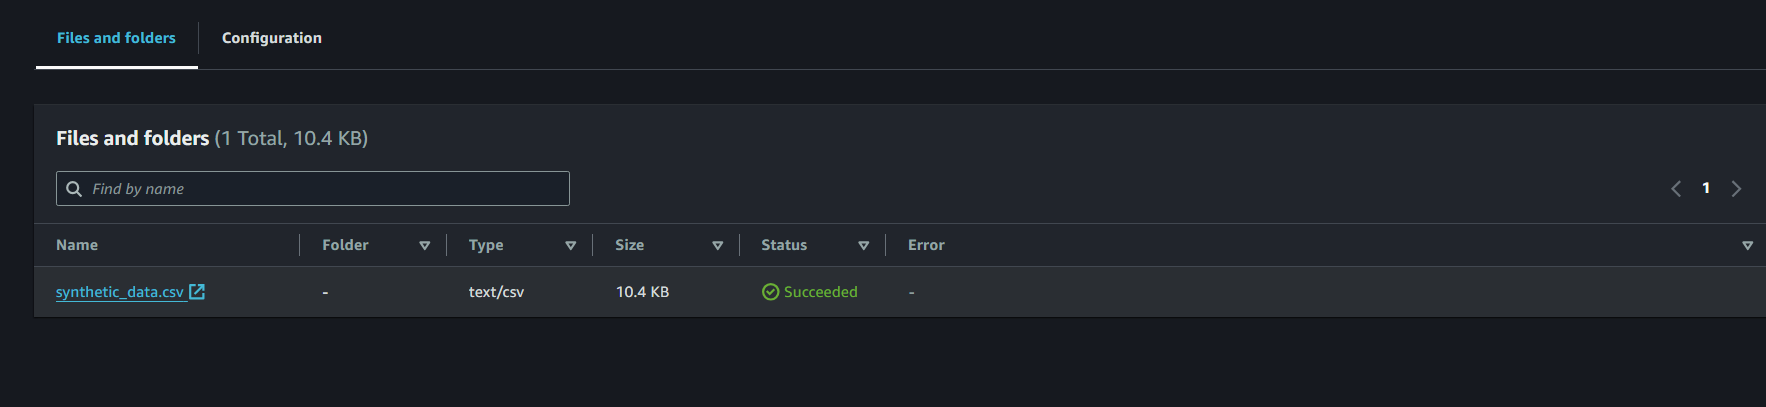 Files and folders
Configuration
Files and folders (1 Total, 10.4 KB)
Find by name
1
Name Folder Type Size Status Error
synthetic_data.csv - text/csv 10.4 KB Succeeded -